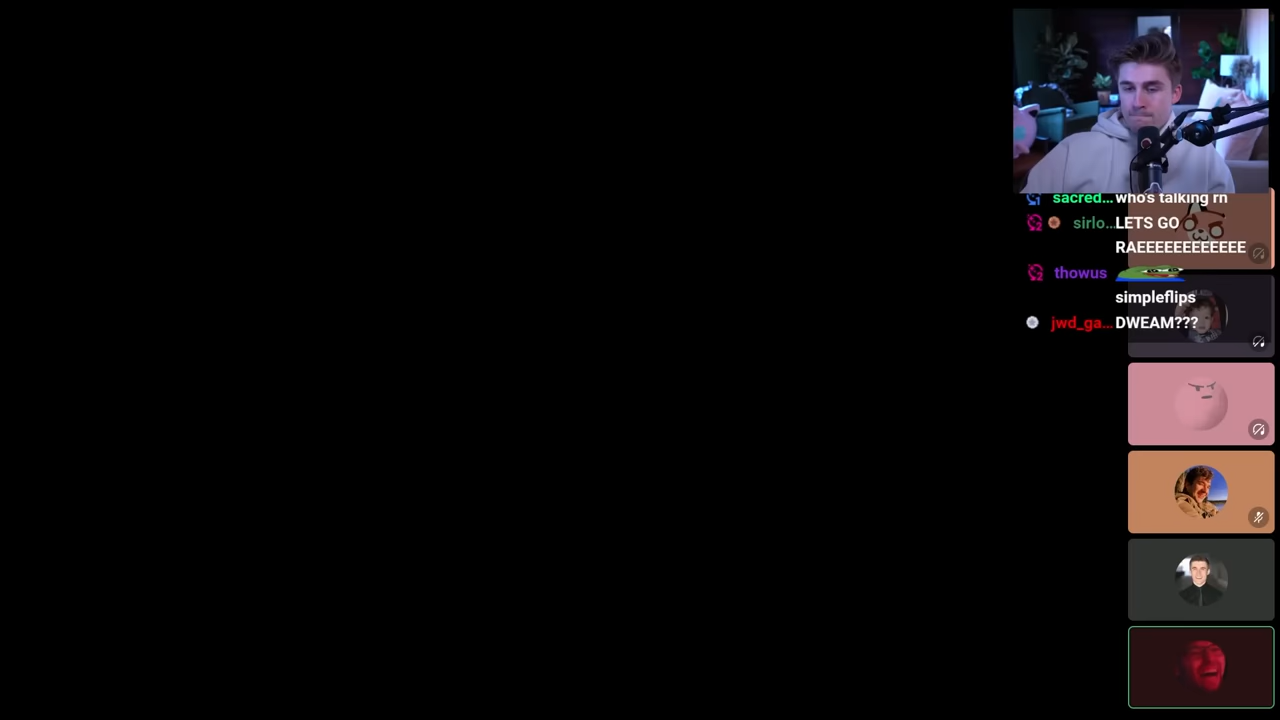 sacred... who's talking rn
sirlo... LETS GO
RAEEEEEEEEEEEE
thowus
simpleflips
jwd_ga... DWEAM???